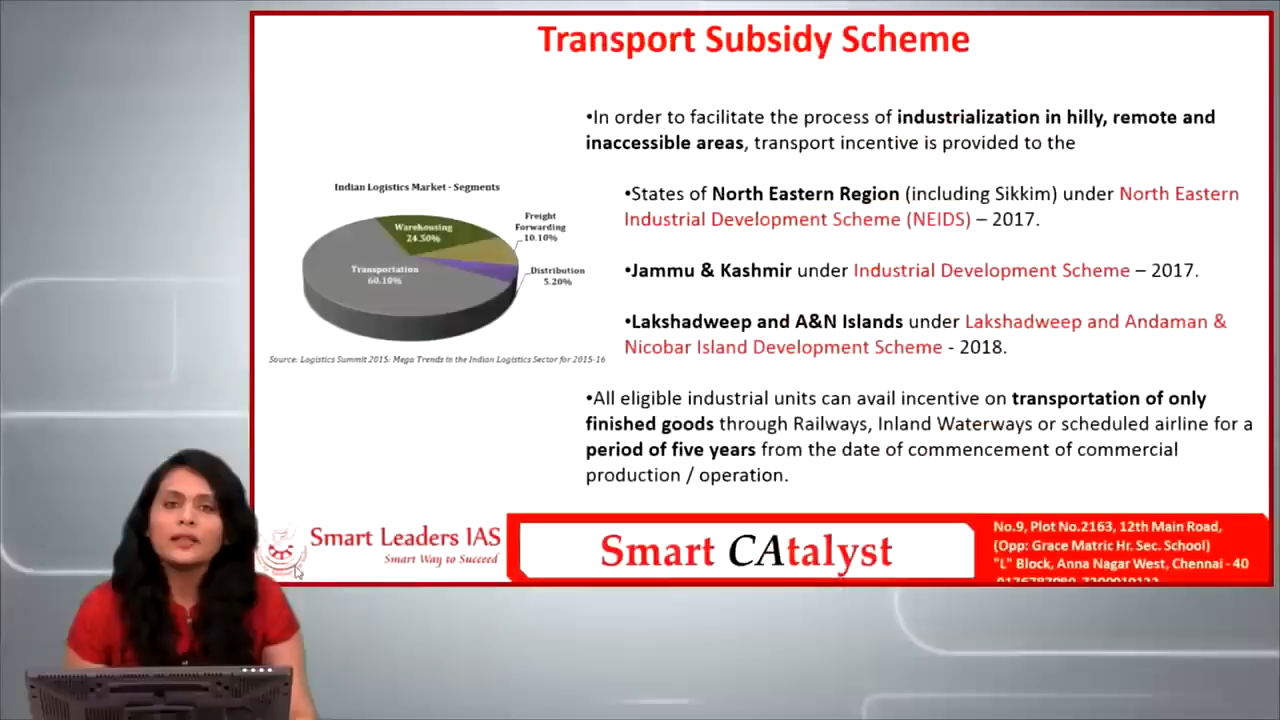 Transport Subsidy Scheme
•In order to facilitate the process of industrialization in hilly, remote and
inaccessible areas, transport incentive is provided to the
•States of North Eastern Region (including Sikkim) under North Eastern
Industrial Development Scheme (NEIDS) – 2017.
•Jammu & Kashmir under Industrial Development Scheme – 2017.
•Lakshadweep and A&N Islands under Lakshadweep and Andaman &
Nicobar Island Development Scheme - 2018.
•All eligible industrial units can avail incentive on transportation of only
finished goods through Railways, Inland Waterways or scheduled airline for a
period of five years from the date of commencement of commercial
production / operation.
Indian Logistics Market - Segments
Warehousing
24.50%
Freight
Forwarding
10.10%
Transportation
60.10%
Distribution
5.20%
Source: Logistics Summit 2015: Mega Trends in the Indian Logistics Sector for 2015-16
Smart Leaders IAS
Smart Way to Succeed
Smart CAtalyst
No.9, Plot No.2163, 12th Main Road,
(Opp: Grace Matric Hr. Sec. School)
"L" Block, Anna Nagar West, Chennai - 40